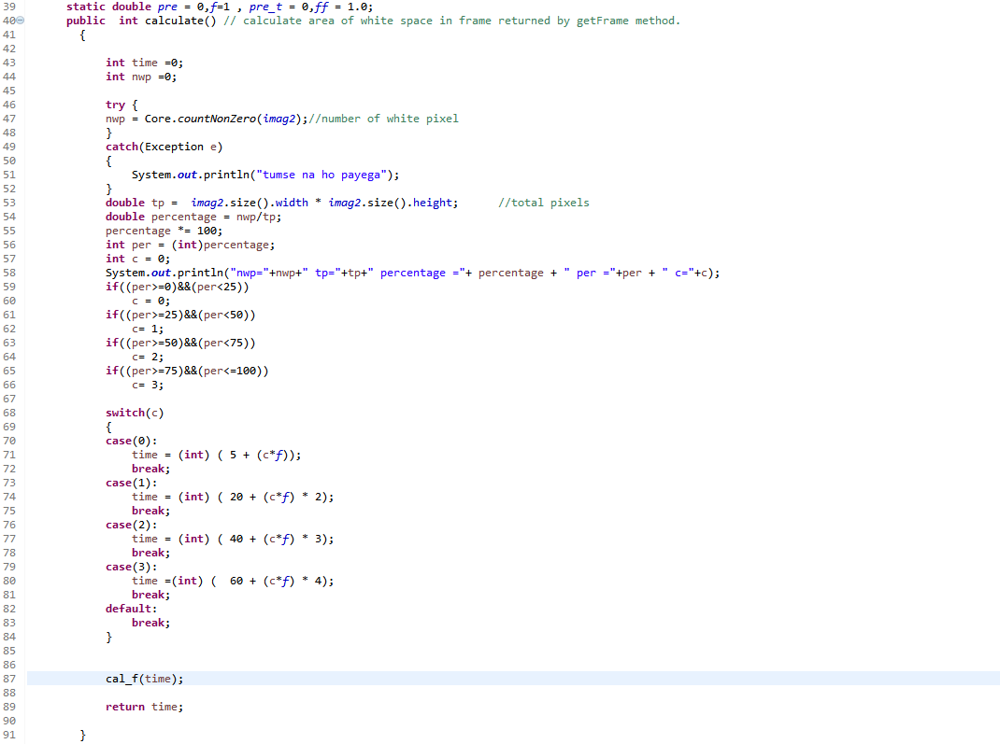 39 static double pre = 0,f=1 , pre_t = 0,ff = 1.0;
40 public  int calculate() // calculate area of white space in frame returned by getFrame method.
41 {
42
43 int time =0;
44 int nwp =0;
45
46 try {
47 nwp = Core.countNonZero(imag2);//number of white pixel
48 }
49 catch(Exception e)
50 {
51 System.out.println("tumse na ho payega");
52 }
53 double tp =  imag2.size().width * imag2.size().height;      //total pixels
54 double percentage = nwp/tp;
55 percentage *= 100;
56 int per = (int)percentage;
57 int c = 0;
58 System.out.println("nwp="+nwp+" tp="+tp+" percentage ="+ percentage + " per ="+per + " c="+c);
59 if((per>=0)&&(per<25))
60 c = 0;
61 if((per>=25)&&(per<50))
62 c= 1;
63 if((per>=50)&&(per<75))
64 c= 2;
65 if((per>=75)&&(per<=100))
66 c= 3;
67
68 switch(c)
69 {
70 case(0):
71 time = (int) ( 5 + (c*f));
72 break;
73 case(1):
74 time = (int) ( 20 + (c*f) * 2);
75 break;
76 case(2):
77 time = (int) ( 40 + (c*f) * 3);
78 break;
79 case(3):
80 time =(int) (  60 + (c*f) * 4);
81 break;
82 default:
83 break;
84 }
85
86
87 cal_f(time);
88
89 return time;
90
91 }